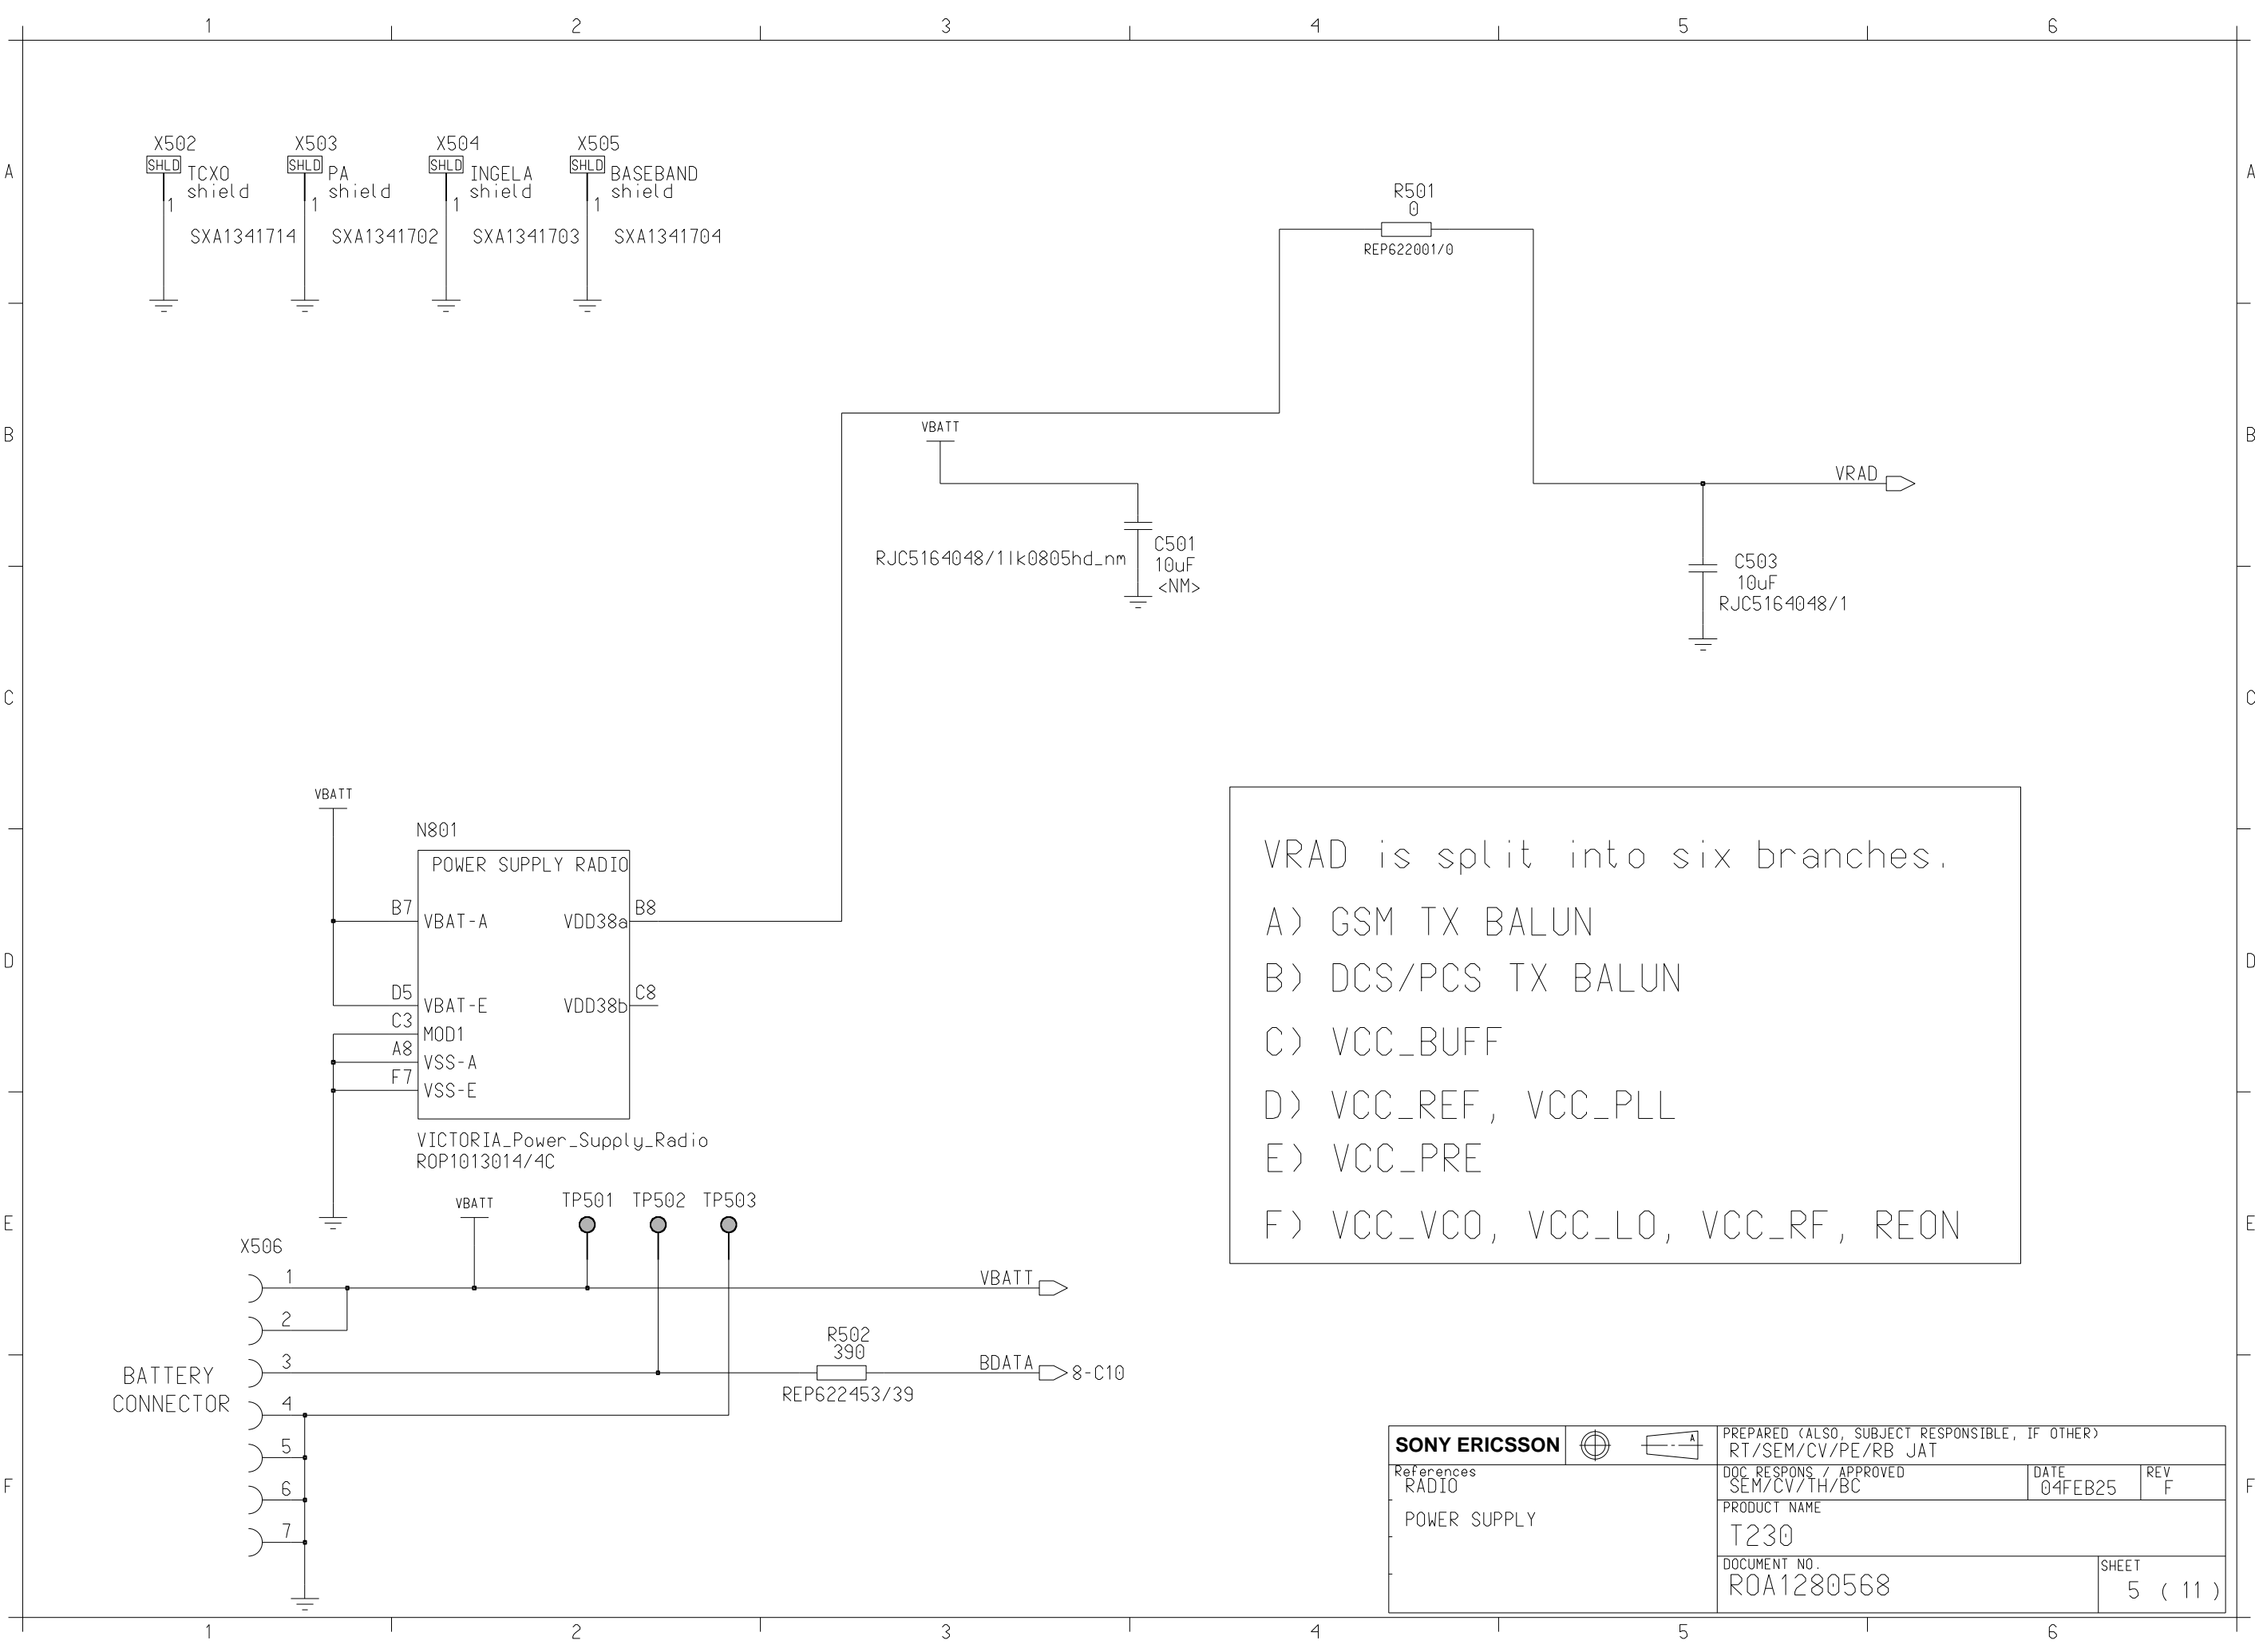 1 2 3 4 5 6
A A
X502 X503 X504 X505
SHLD SHLD SHLD SHLD
TCXO PA INGELA BASEBAND
shield shield shield shield
1 1 1 1
SXA1341714 SXA1341702 SXA1341703 SXA1341704
R501
0
REP622001/0
B B
VBATT
VRAD
RJC5164048/11k0805hd_nm
C501
10uF
<NM>
C503
10uF
RJC5164048/1
C C
VBATT
N801
POWER SUPPLY RADIO
B7 VBAT-A VDD38a B8
D5 VBAT-E VDD38b C8
C3 MOD1
A8 VSS-A
F7 VSS-E
VICTORIA_Power_Supply_Radio
ROP1013014/4C
VRAD is split into six branches.
A) GSM TX BALUN
B) DCS/PCS TX BALUN
C) VCC_BUFF
D) VCC_REF, VCC_PLL
E) VCC_PRE
F) VCC_VCO, VCC_LO, VCC_RF, REON
D D
VBATT TP501 TP502 TP503
E E
X506
1 VBATT
2
R502
390
3 BDATA 8-C10
REP622453/39
BATTERY
CONNECTOR
4
5
6
7
F F
SONY ERICSSON
A
PREPARED (ALSO, SUBJECT RESPONSIBLE, IF OTHER)
RT/SEM/CV/PE/RB JAT
References
RADIO
POWER SUPPLY
DOC RESPONS / APPROVED
SEM/CV/TH/BC
DATE
04FEB25
REV
F
PRODUCT NAME
T230
DOCUMENT NO.
ROA1280568
SHEET
5 ( 11 )
1 2 3 4 5 6